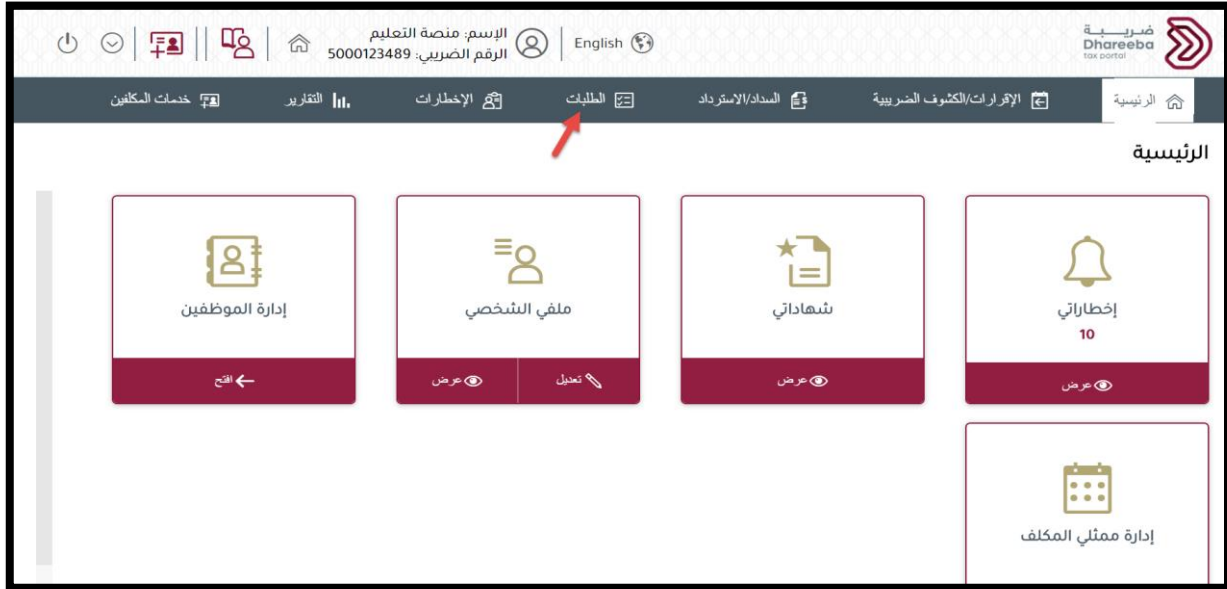 ضريبة
Dhareeba
tax portal
English
الإسم: منصة التعليم
الرقم الضريبي: 5000123489
الرئيسية
الإقرارات/الكشوف الضريبية
السداد/الاسترداد
الطلبات
الإخطارات
التقارير
خدمات المكلفين
الرئيسية
إخطاراتي
10
عرض
شهاداتي
عرض
ملفي الشخصي
تعديل
عرض
إدارة الموظفين
افتح
إدارة ممثلي المكلف